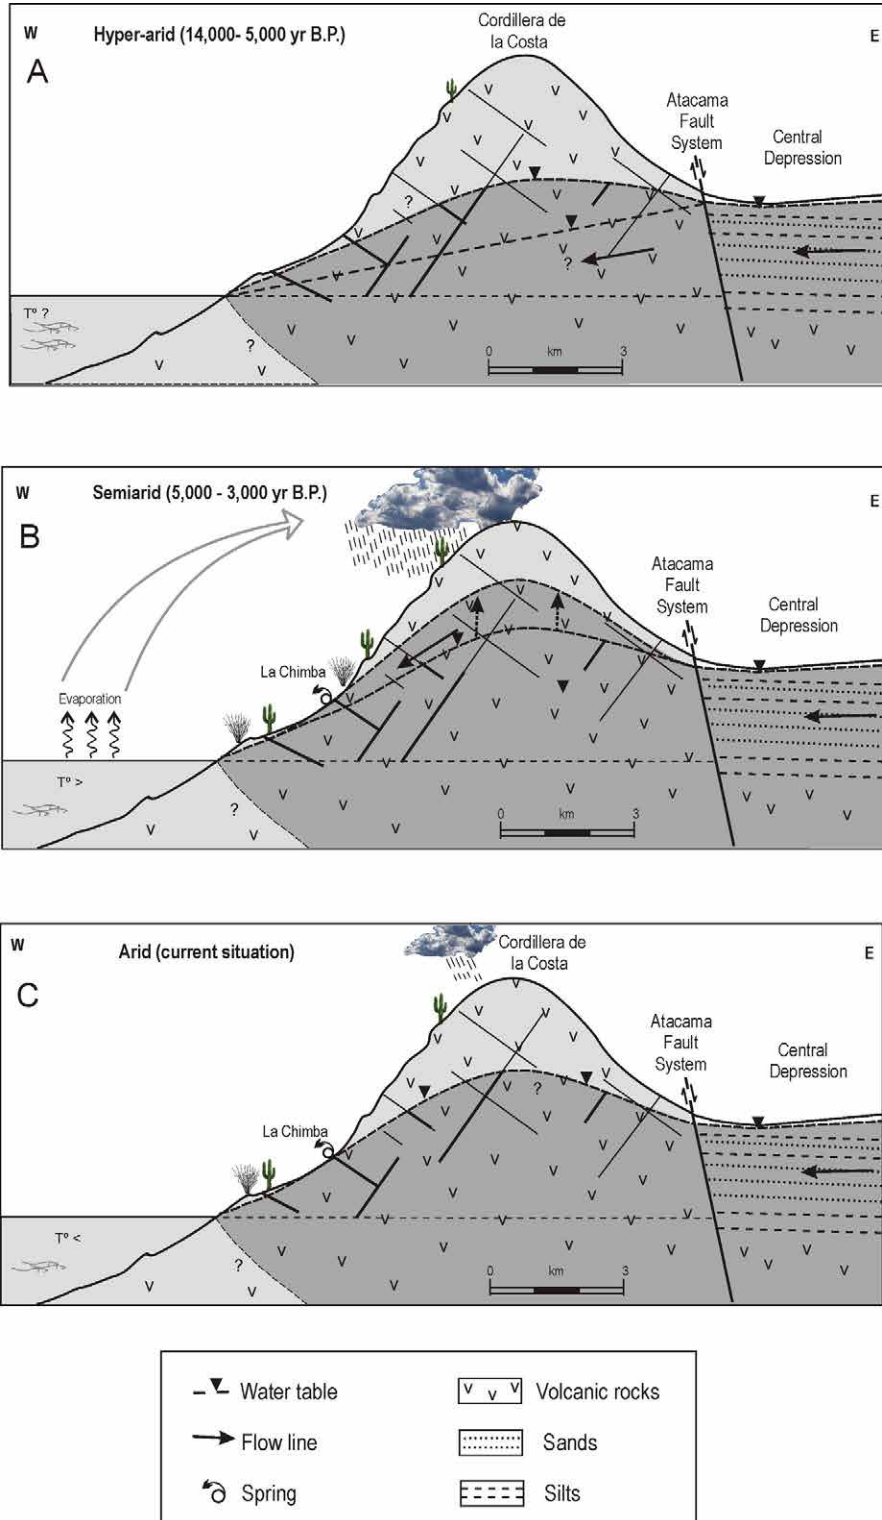 W
Hyper-arid (14,000- 5,000 yr B.P.)
Cordillera de
la Costa
E
A
Atacama
Fault
System
Central
Depression
?
?
Tº ?
?
0 km 3
W
Semiarid (5,000 - 3,000 yr B.P.)
E
B
Atacama
Fault
System
Central
Depression
La Chimba
Evaporation
Tº >
?
0 km 3
W
Arid (current situation)
Cordillera de
la Costa
E
C
Atacama
Fault
System
Central
Depression
?
La Chimba
Tº <
?
0 km 3
Water table
Volcanic rocks
Flow line
Sands
Spring
Silts